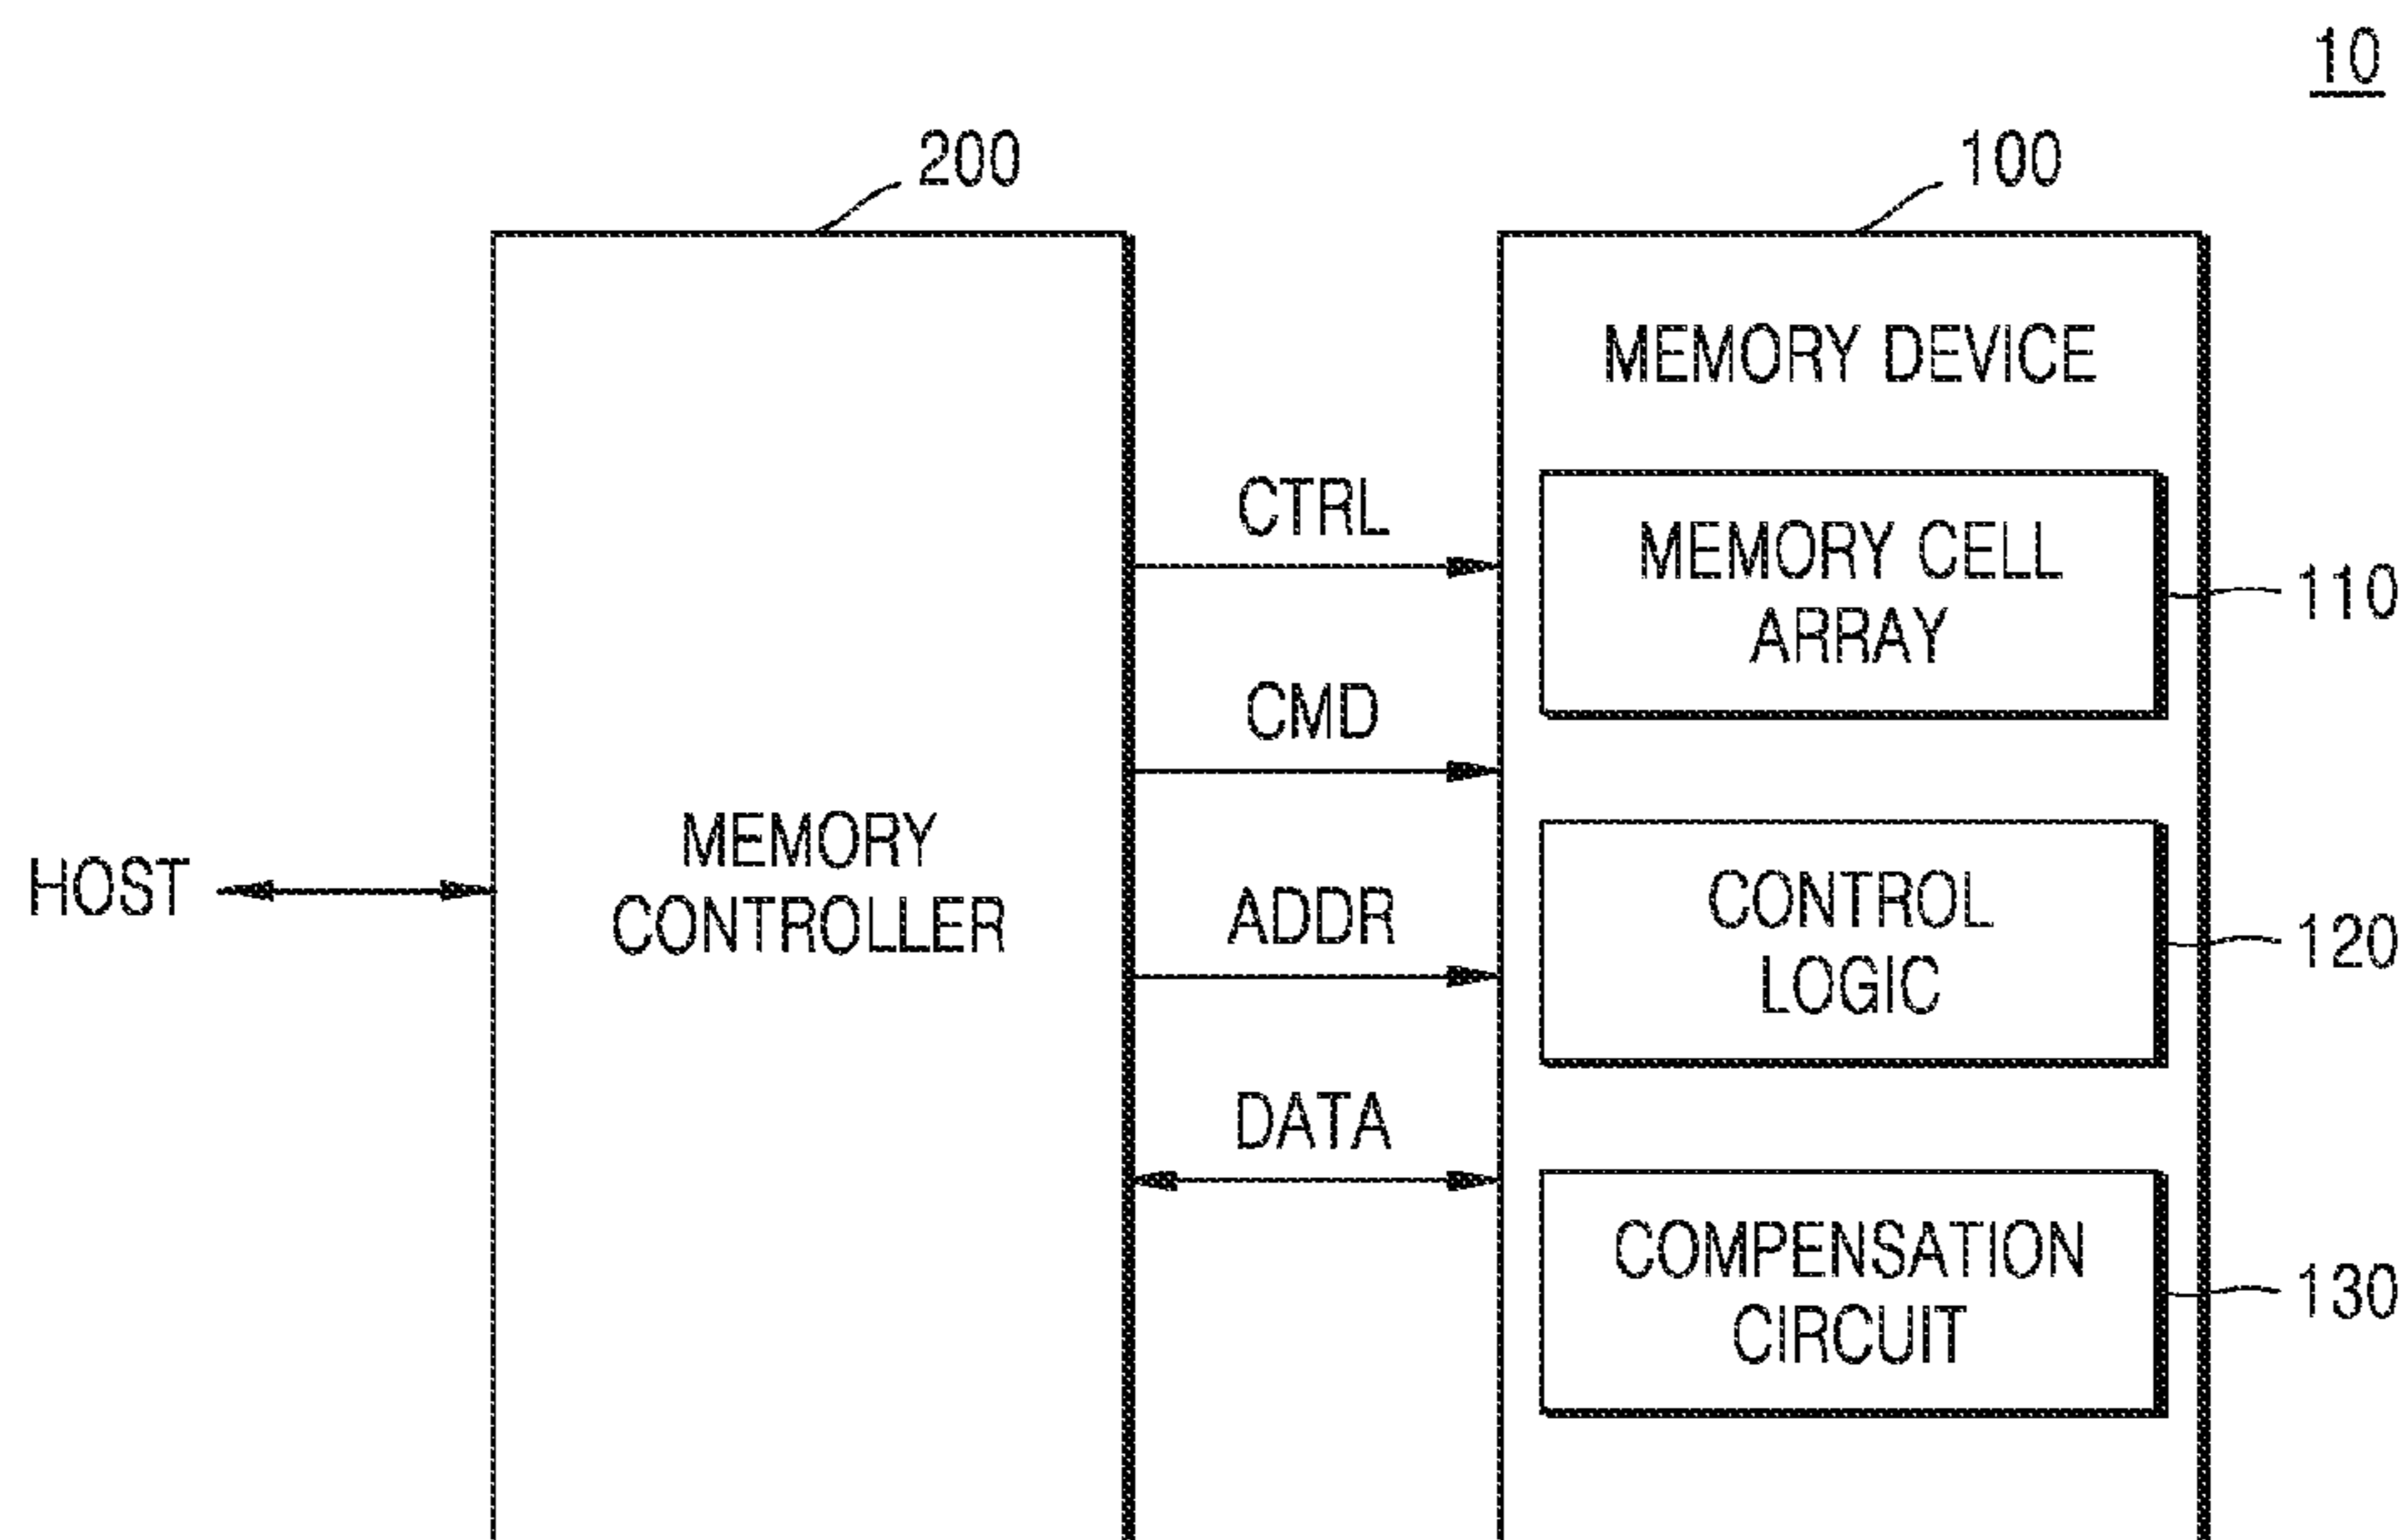 10
200
100
MEMORY DEVICE
CTRL
MEMORY CELL
ARRAY
110
CMD
HOST
MEMORY
CONTROLLER
ADDR
CONTROL
LOGIC
120
DATA
COMPENSATION
CIRCUIT
130